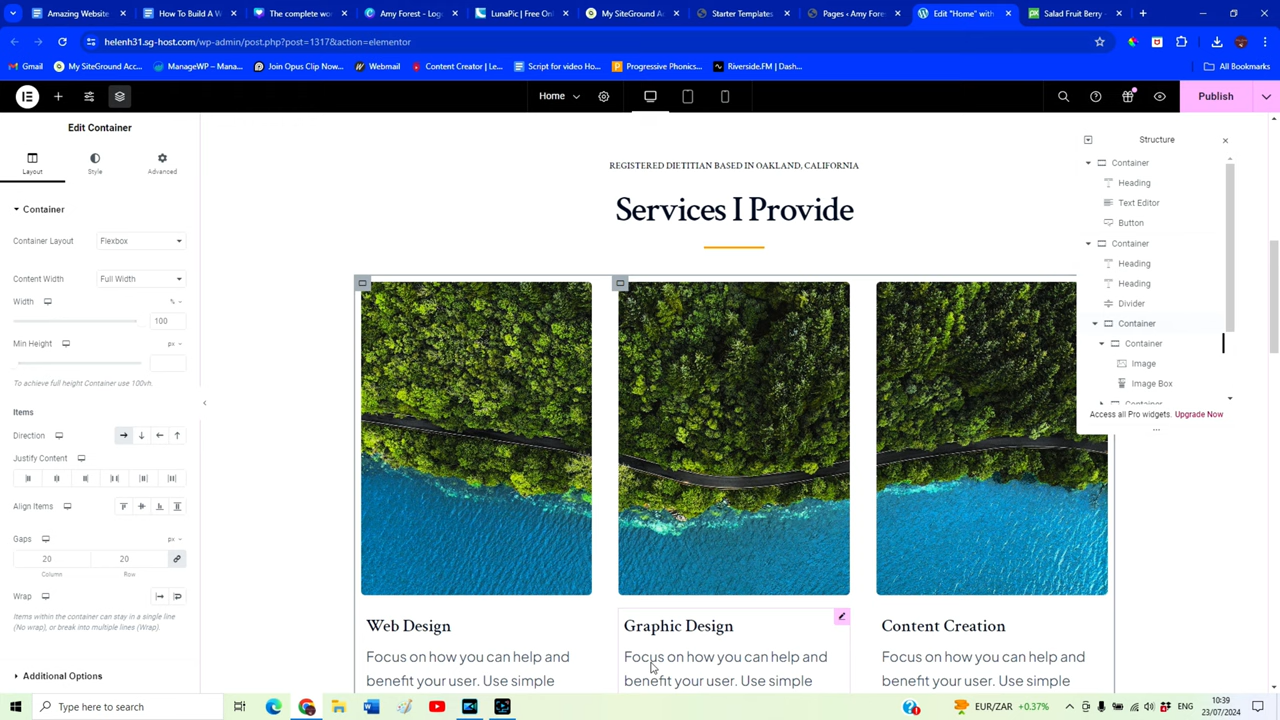 Amazing Website
How To Build A W
The complete wo
Amy Forest - Log
LunaPic | Free On
My SiteGround Ac
Starter Templates
Pages ‹ Amy Fore
Edit "Home" with
Salad Fruit Berry
helenh31.sg-host.com/wp-admin/post.php?post=1317&action=elementor
Gmail
My SiteGround Acc...
ManageWP – Mana...
Join Opus Clip Now...
Webmail
Content Creator | Le...
Script for video Ho...
Progressive Phonics...
Riverside.FM | Dash...
All Bookmarks
Home
Publish
Edit Container
Layout
Style
Advanced
Container
Container Layout
Flexbox
Content Width
Full Width
Width
%
100
Min Height
px
To achieve full height Container use 100vh.
Items
Direction
Justify Content
Align Items
Gaps
px
20
20
Column
Row
Wrap
Items within the container can stay in a single line
(No wrap), or break into multiple lines (Wrap).
Additional Options
REGISTERED DIETITIAN BASED IN OAKLAND, CALIFORNIA
Services I Provide
Web Design
Focus on how you can help and
benefit your user. Use simple
Graphic Design
Focus on how you can help and
benefit your user. Use simple
Content Creation
Focus on how you can help and
benefit your user. Use simple
Structure
Container
Heading
Text Editor
Button
Container
Heading
Heading
Divider
Container
Container
Image
Image Box
Access all Pro widgets. Upgrade Now
Type here to search
EUR/ZAR +0.37%
ENG
10:39
23/07/2024